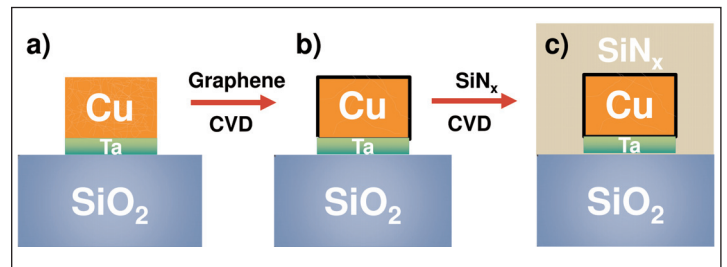 a)
Cu
Ta
SiO₂
Graphene
CVD
b)
Cu
Ta
SiO₂
SiNₓ
CVD
c)
SiNₓ
Cu
Ta
SiO₂